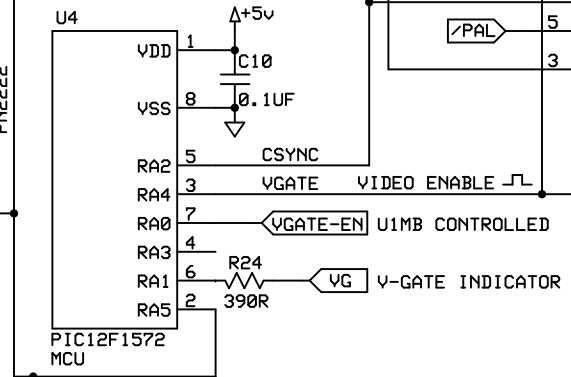 U4
+5v
/PAL 5
VDD 1
C10
3
PN2222
VSS 8
0.1UF
RA2 5 CSYNC
RA4 3 VGATE VIDEO ENABLE
RA0 7 VGATE-EN U1MB CONTROLLED
RA3 4
R24
RA1 6 VG V-GATE INDICATOR
390R
RA5 2
PIC12F1572
MCU